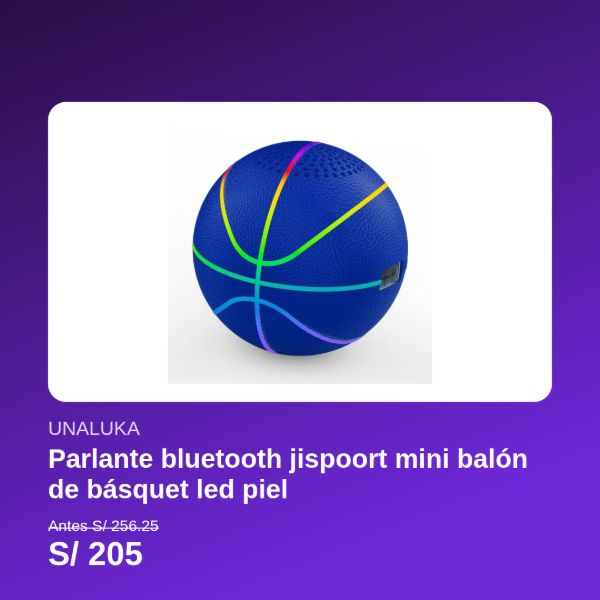 UNALUKA
Parlante bluetooth jispoort mini balón
de básquet led piel
Antes S/ 256.25
S/ 205